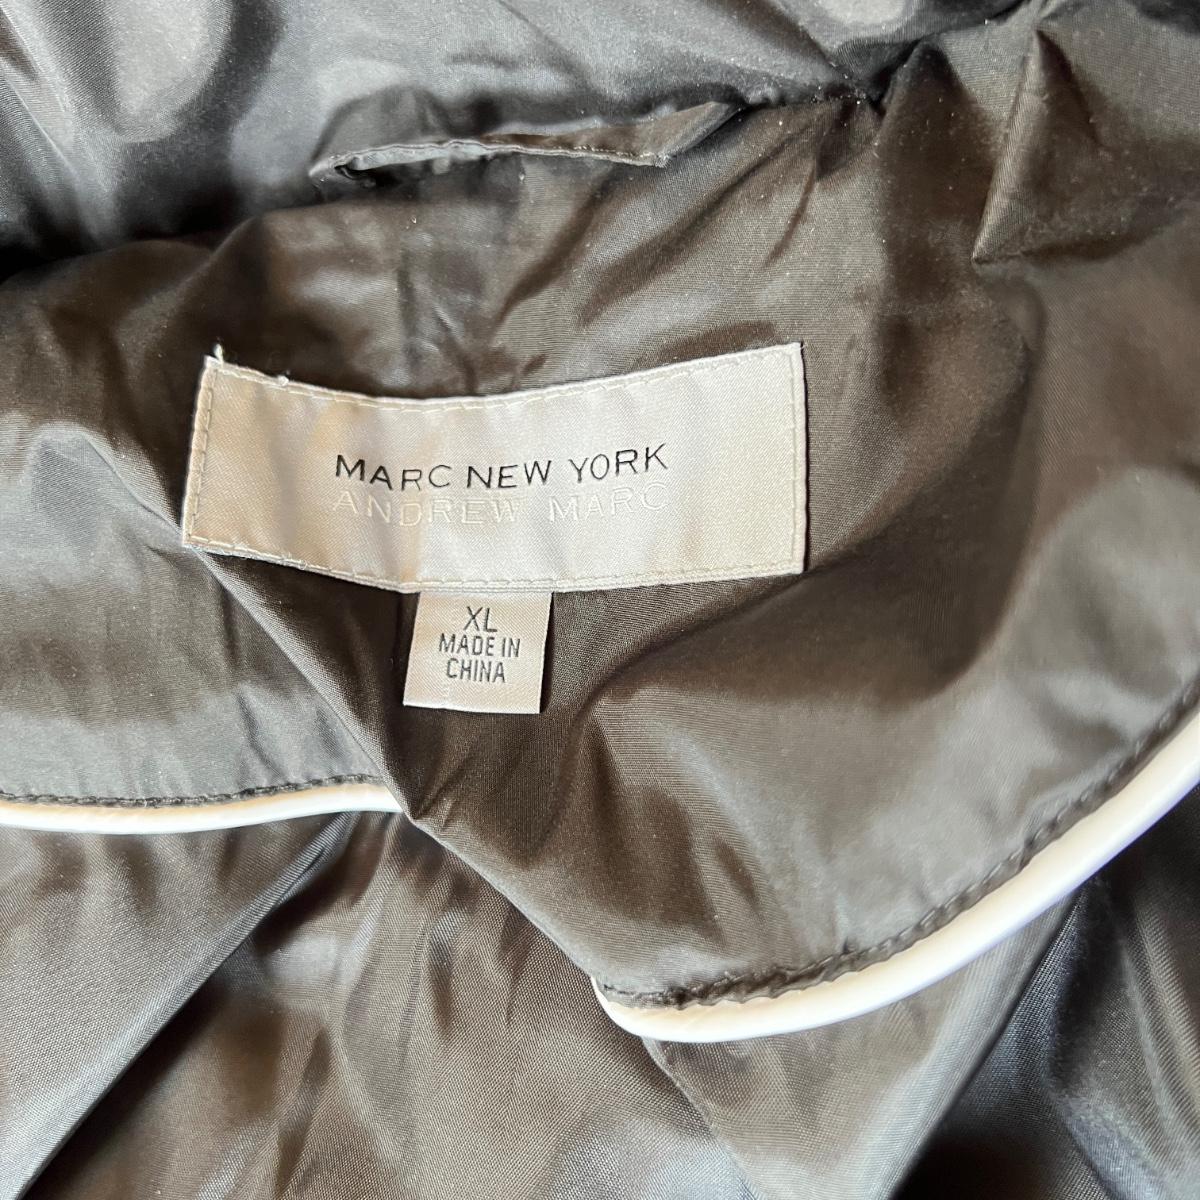 MARC NEW YORK
ANDREW MARC
XL
MADE IN
CHINA